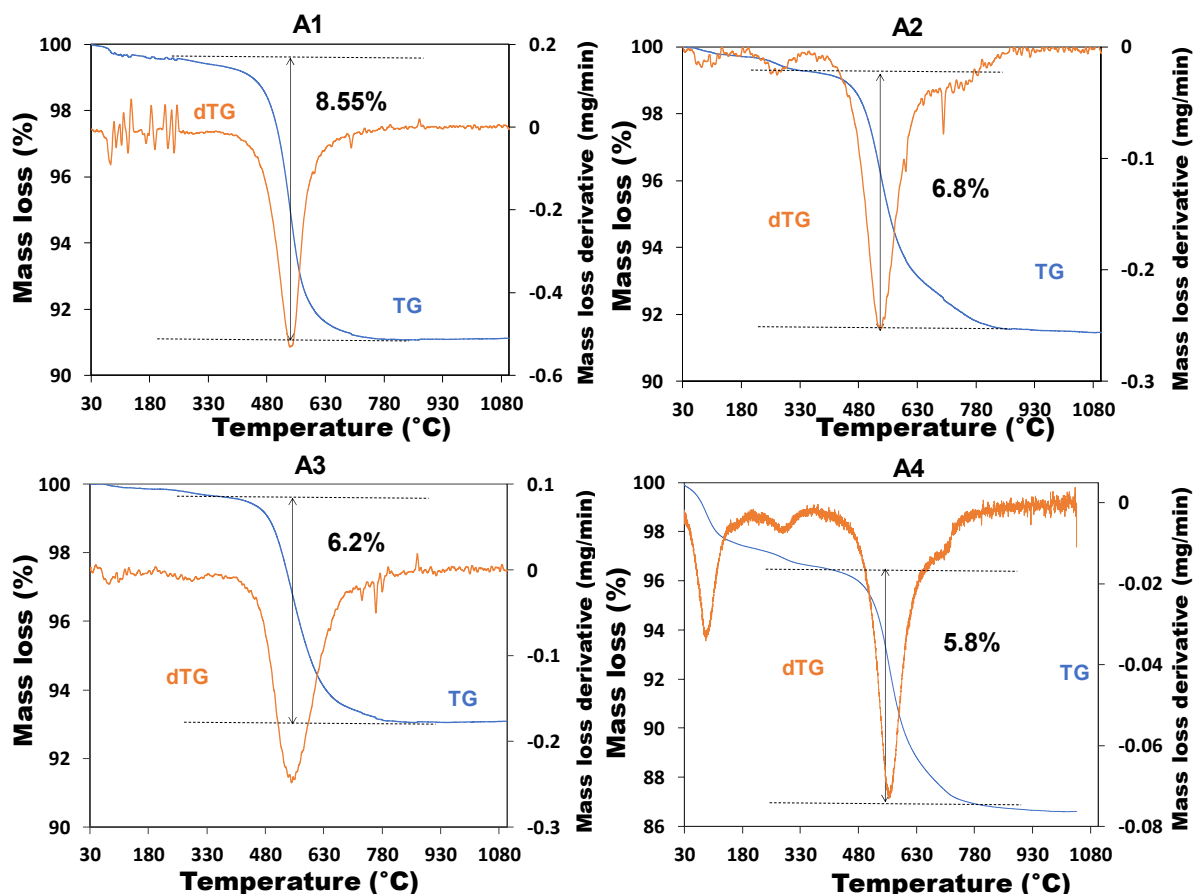 A1
100
99
97
96
94
93
91
90
0.2
0
-0.2
-0.4
-0.6
dTG
8.55%
TG
Mass loss (%)
Mass loss derivative (mg/min)
30 180 330 480 630 780 930 1080
Temperature (°C)
A2
100
98
96
94
92
90
0
-0.1
-0.2
-0.3
dTG
6.8%
TG
Mass loss (%)
Mass loss derivative (mg/min)
30 180 330 480 630 780 930 1080
Temperature (°C)
A3
100
98
97
95
93
92
90
0.1
0
-0.1
-0.2
-0.3
6.2%
dTG
TG
Mass loss (%)
Mass loss derivative (mg/min)
30 180 330 480 630 780 930 1080
Temperature (°C)
A4
100
98
96
94
92
90
88
86
0
-0.02
-0.04
-0.06
-0.08
5.8%
dTG
TG
Mass loss (%)
Mass loss derivative (mg/min)
30 180 330 480 630 780 930 1080
Temperature (°C)